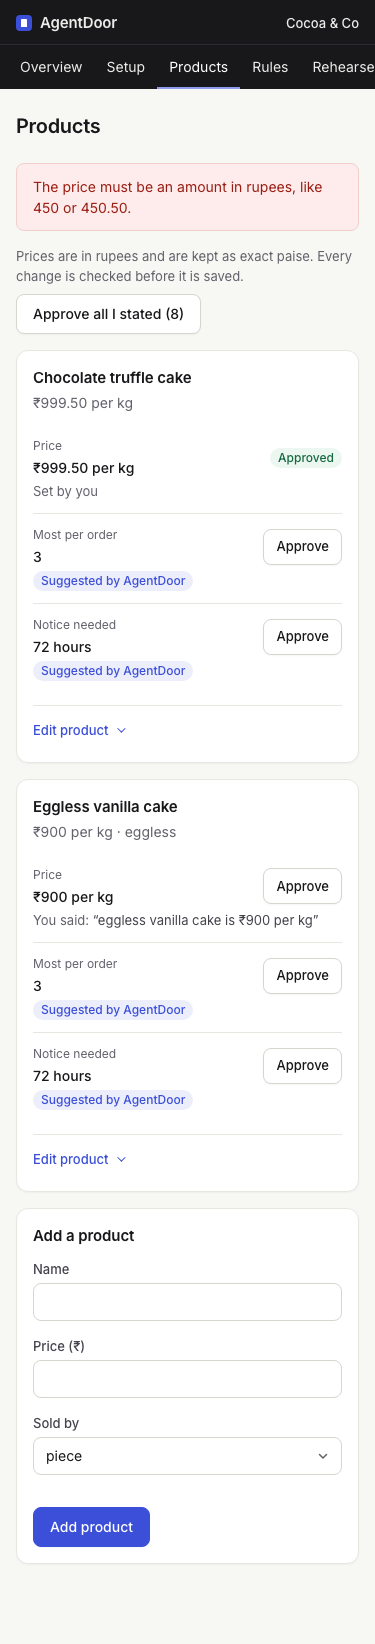 AgentDoor
Cocoa & Co
Overview Setup Products Rules Rehearse
Products
The price must be an amount in rupees, like
450 or 450.50.
Prices are in rupees and are kept as exact paise. Every
change is checked before it is saved.
Approve all I stated (8)
Chocolate truffle cake
₹999.50 per kg
Price
₹999.50 per kg
Set by you
Approved
Most per order
3
Suggested by AgentDoor
Approve
Notice needed
72 hours
Suggested by AgentDoor
Approve
Edit product
Eggless vanilla cake
₹900 per kg · eggless
Price
₹900 per kg
You said: “eggless vanilla cake is ₹900 per kg”
Approve
Most per order
3
Suggested by AgentDoor
Approve
Notice needed
72 hours
Suggested by AgentDoor
Approve
Edit product
Add a product
Name
Price (₹)
Sold by
piece
Add product